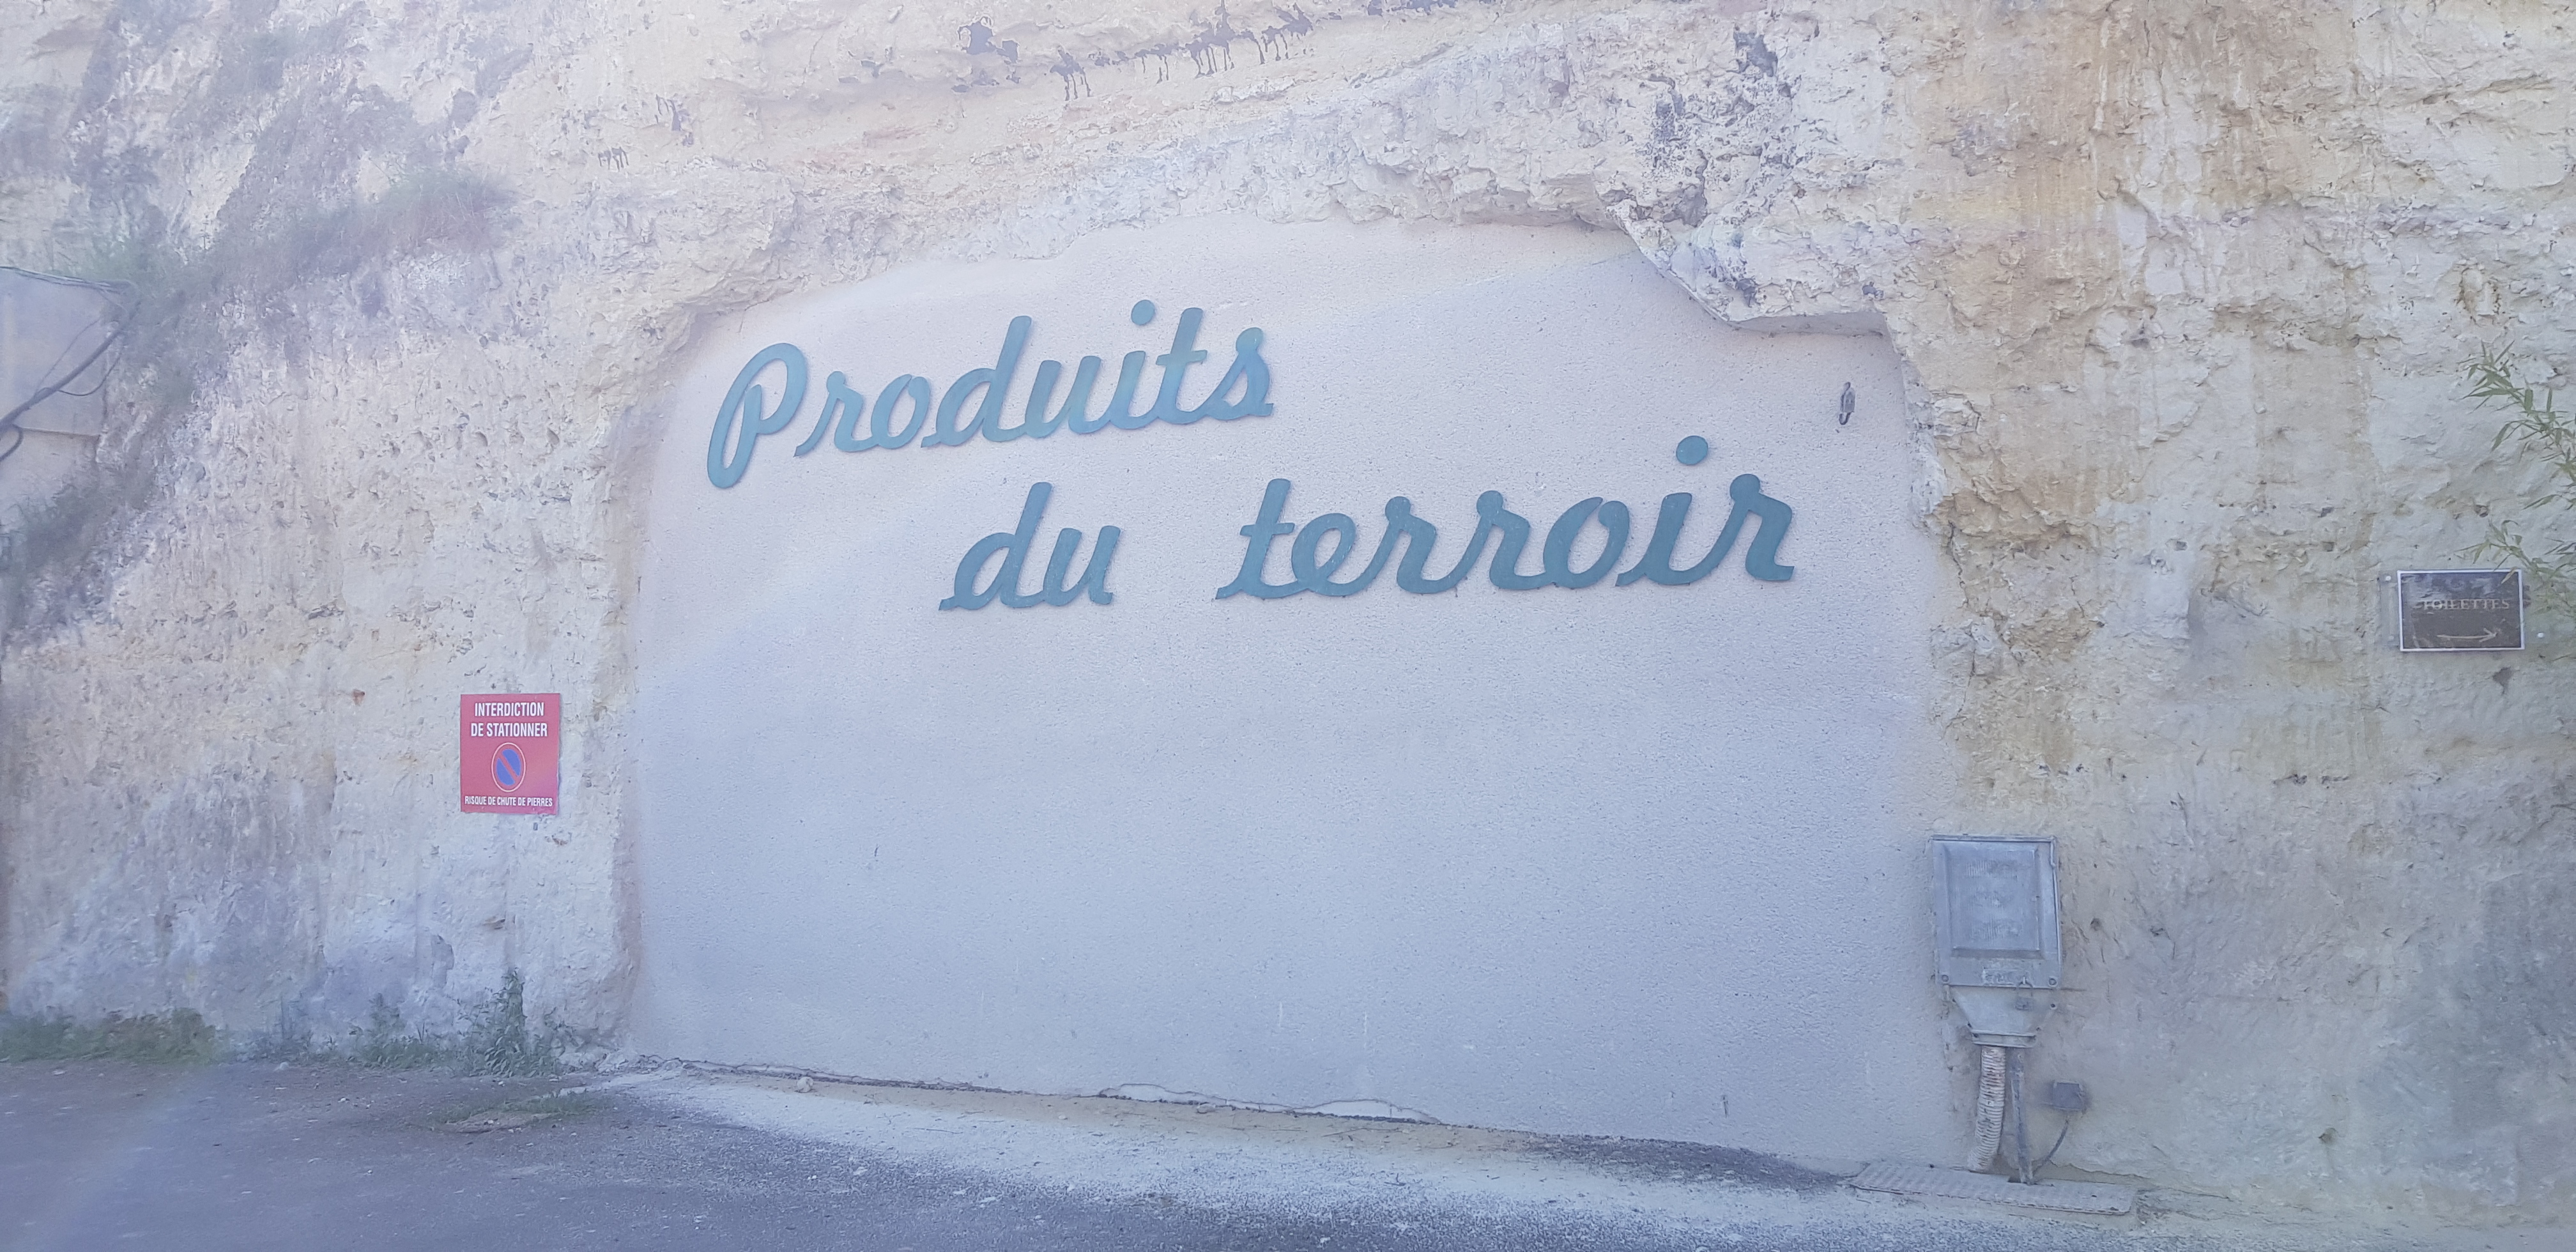 Produits
du terroir
INTERDICTION
DE STATIONNER
RISQUE DE CHUTE DE PIERRES
TOILETTES